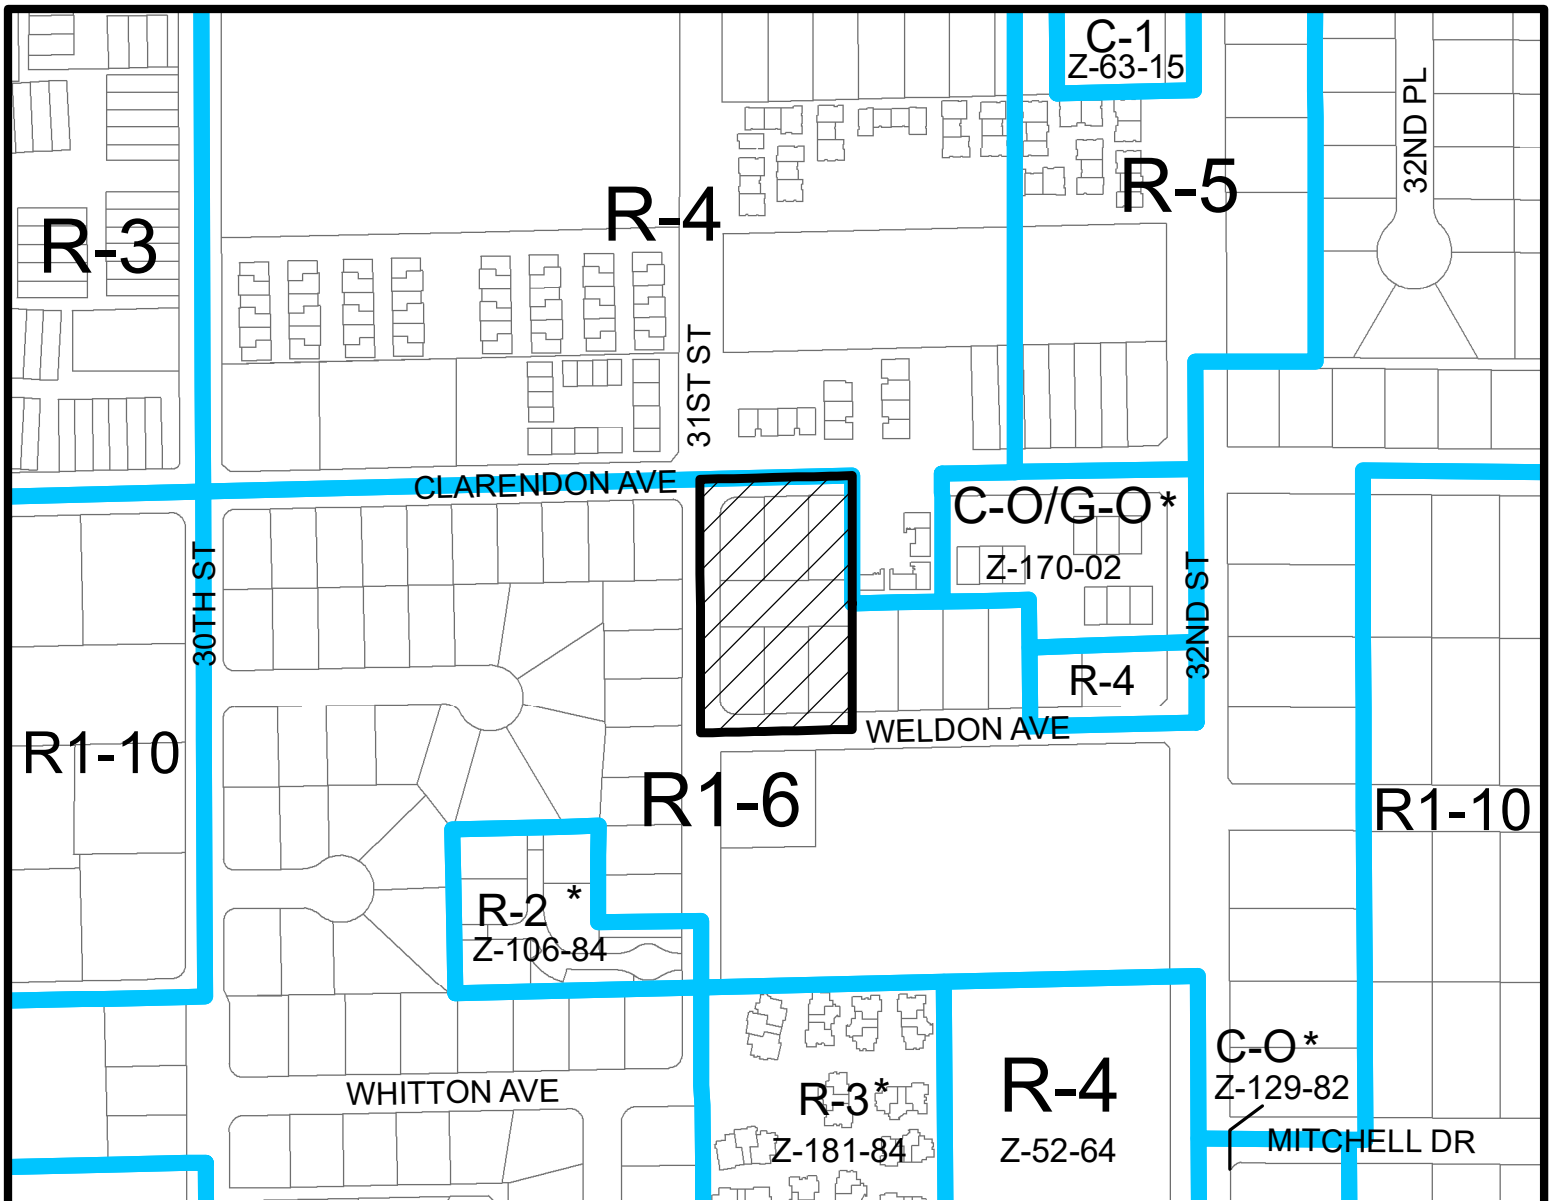 C-1
Z-63-15
32ND PL
R-5
R-4
R-3
31ST ST
CLARENDON AVE
C-O/G-O*
Z-170-02
30TH ST
32ND ST
R-4
WELDON AVE
R1-10
R1-6
R1-10
R-2 *
Z-106-84
C-O*
Z-129-82
WHITTON AVE
R-3*
Z-181-84
R-4
Z-52-64
MITCHELL DR